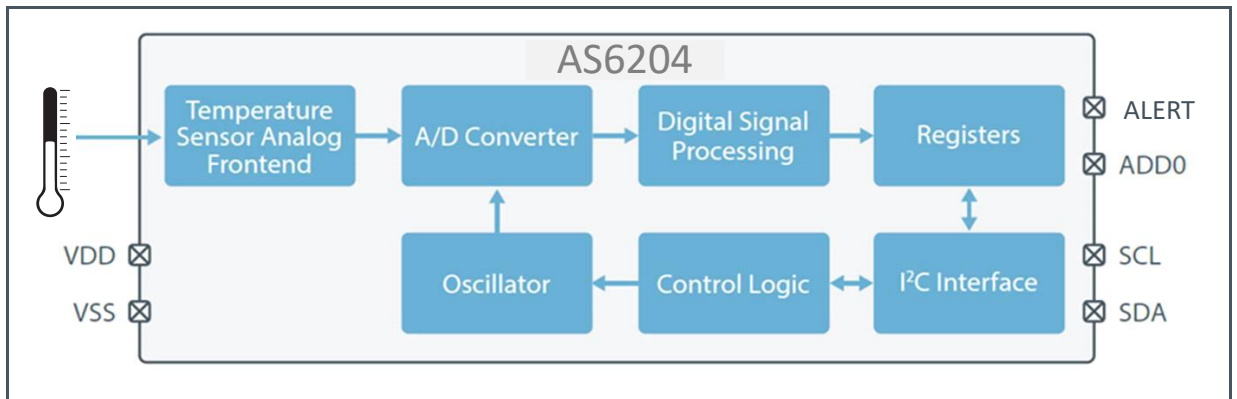 AS6204
Temperature
Sensor Analog
Frontend
A/D Converter
Digital Signal
Processing
Registers
ALERT
ADD0
VDD
VSS
Oscillator
Control Logic
I²C Interface
SCL
SDA